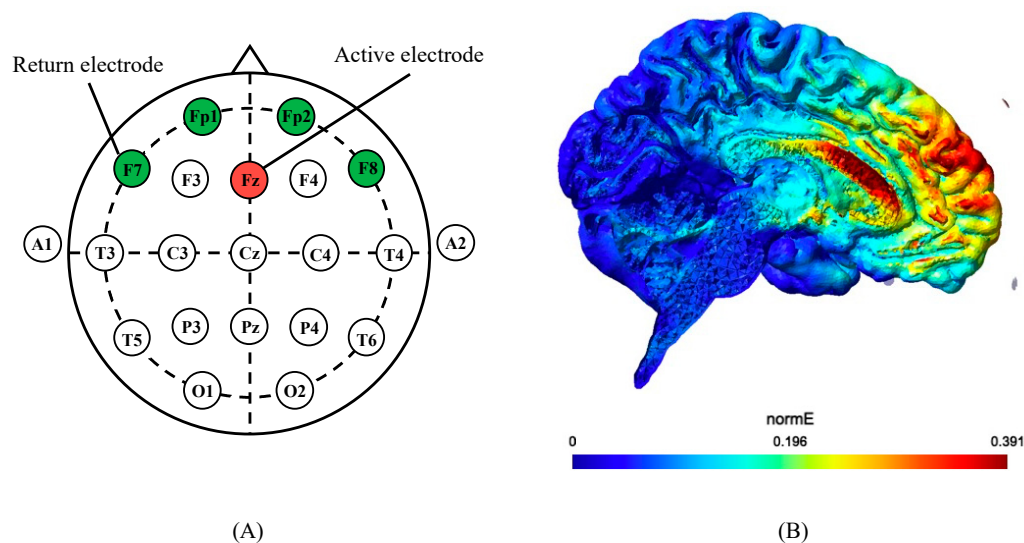 Return electrode
Active electrode
Fp1 Fp2
F7 F3 Fz F4 F8
A1 T3 C3 Cz C4 T4 A2
T5 P3 Pz P4 T6
O1 O2
(A)
normE
0 0.196 0.391
(B)